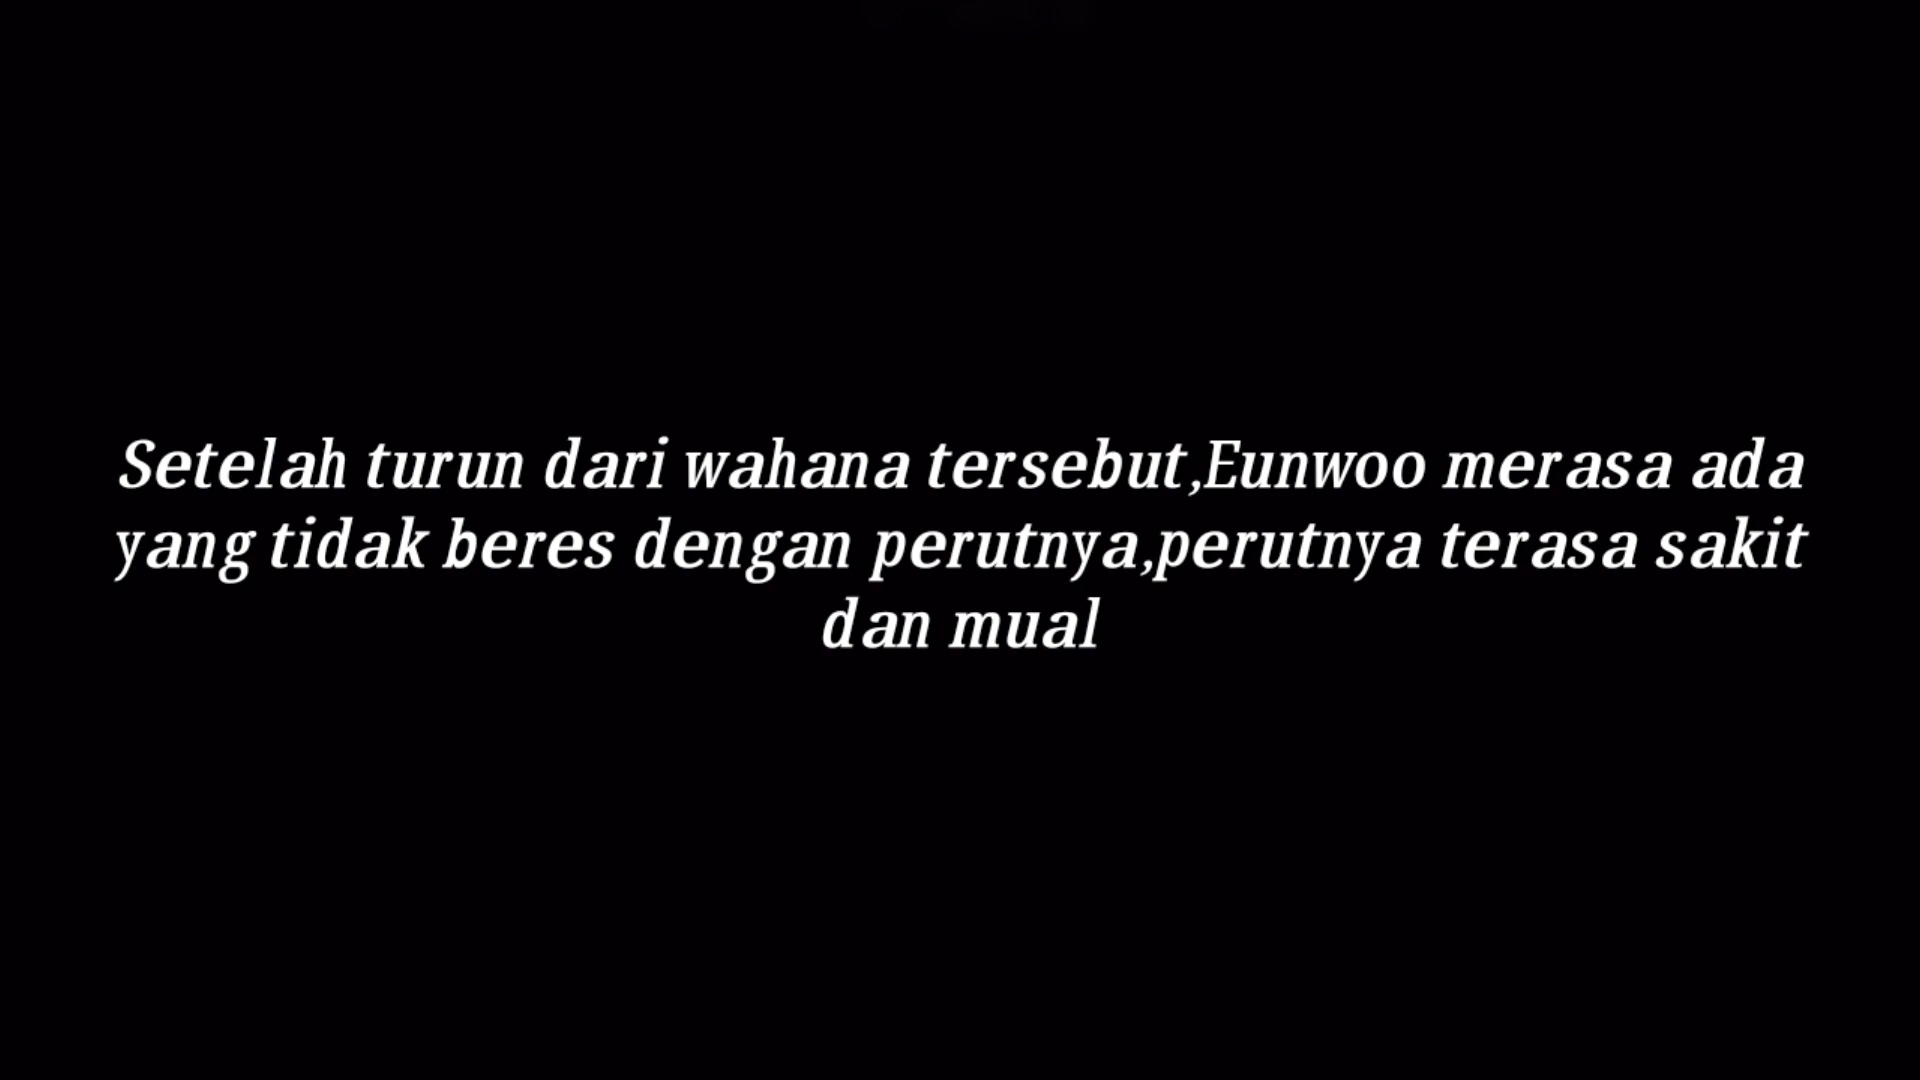 Setelah turun dari wahana tersebut,Eunwoo merasa ada
yang tidak beres dengan perutnya,perutnya terasa sakit
dan mual